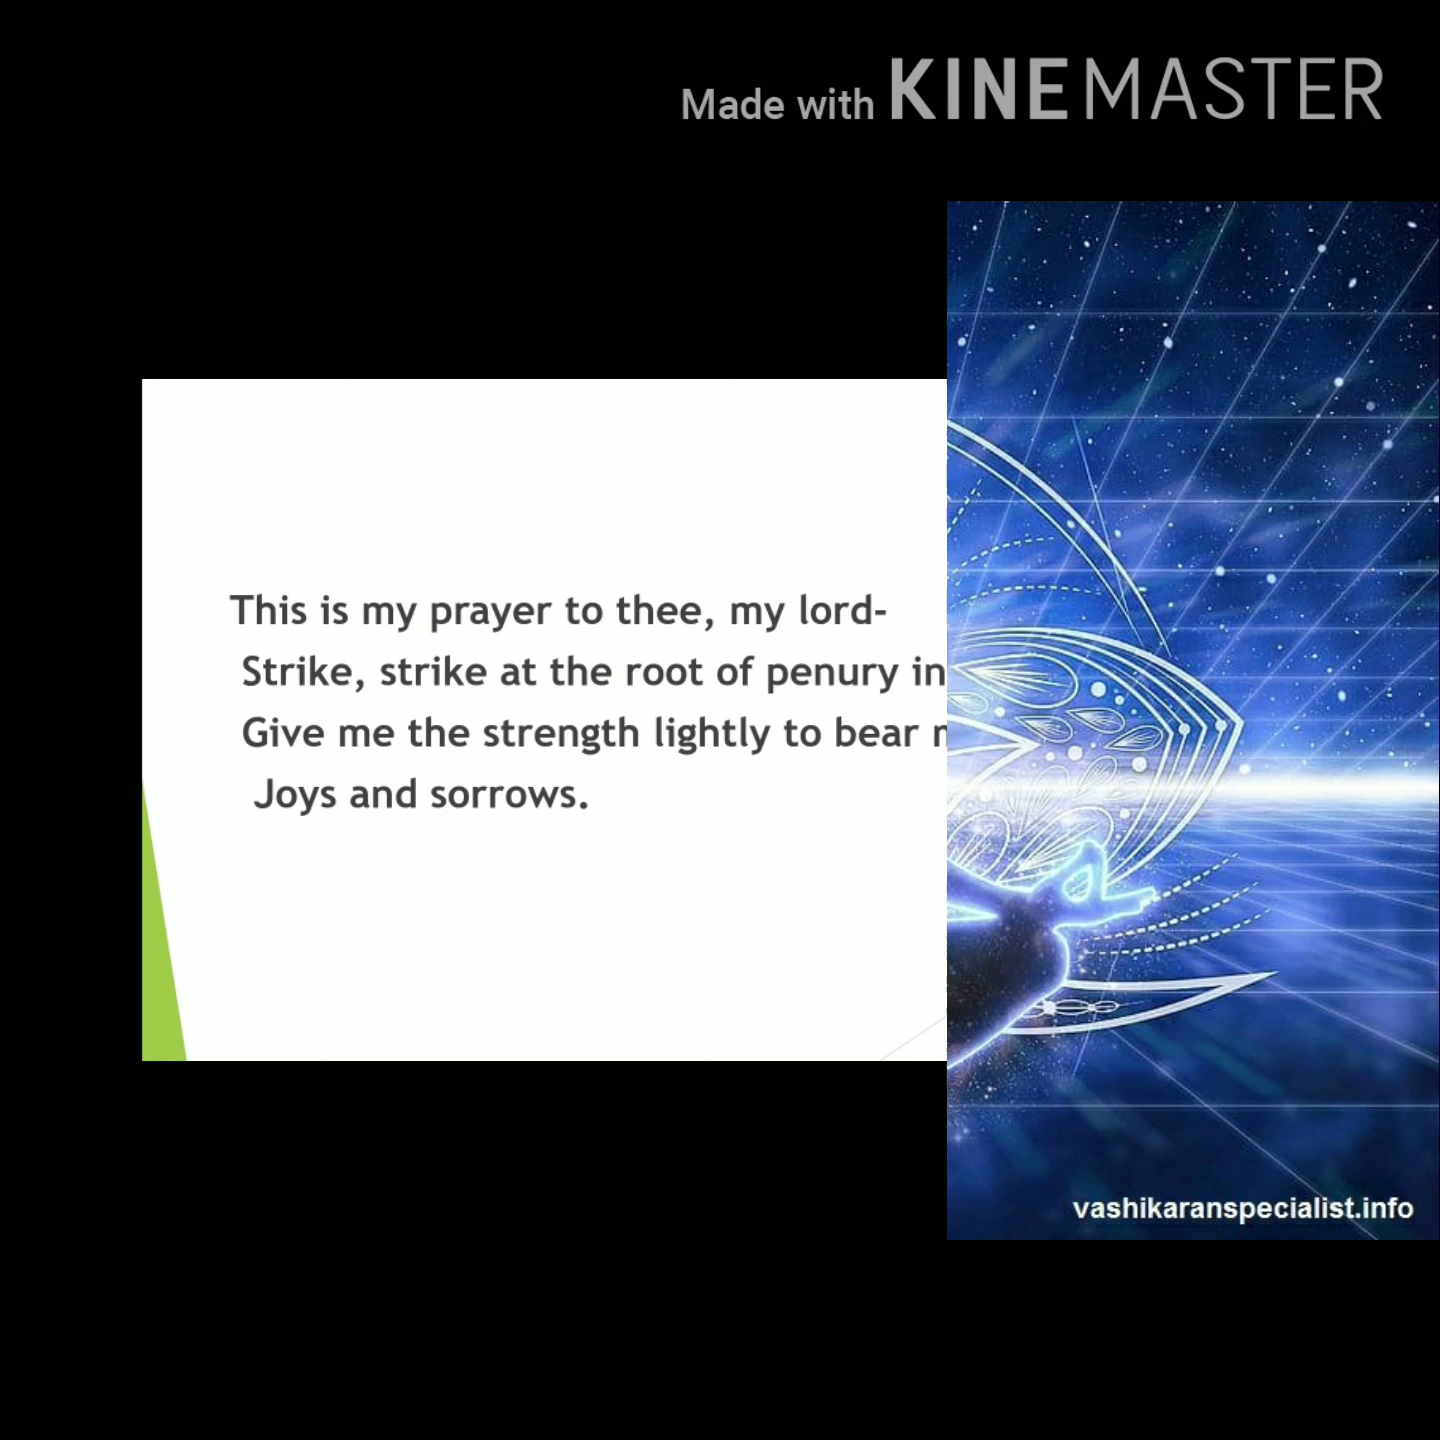 Made with KINEMASTER
This is my prayer to thee, my lord-
Strike, strike at the root of penury in
Give me the strength lightly to bear
Joys and sorrows.
vashikaranspecialist.info